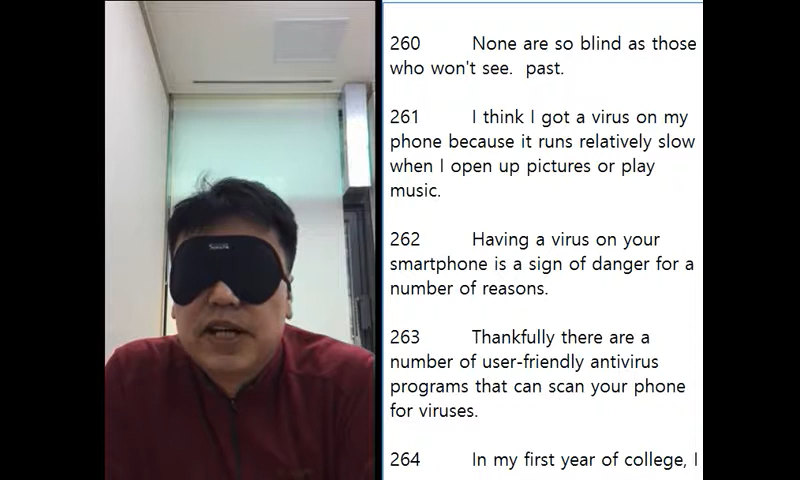 260 None are so blind as those
who won't see.  past.
261 I think I got a virus on my
phone because it runs relatively slow
when I open up pictures or play
music.
262 Having a virus on your
smartphone is a sign of danger for a
number of reasons.
263 Thankfully there are a
number of user-friendly antivirus
programs that can scan your phone
for viruses.
264 In my first year of college, I